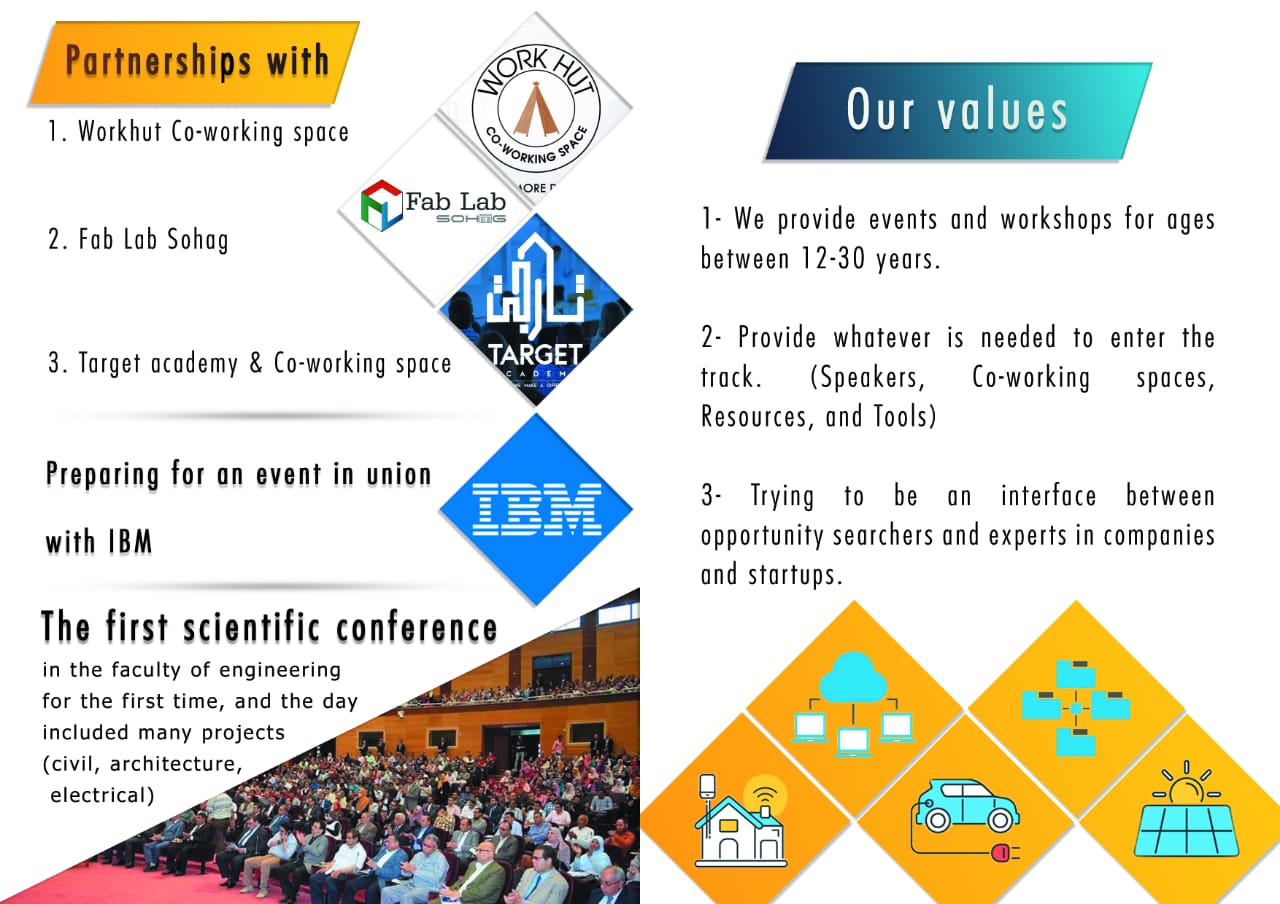 Partnerships with
1. Workhut Co-working space
WORK HUT
CO-WORKING SPACE
MORE
Fab Lab
SOHAG
2. Fab Lab Sohag
تارجت
TARGET
3. Target academy & Co-working space
Preparing for an event in union
with IBM
IBM
The first scientific conference
in the faculty of engineering
for the first time, and the day
included many projects
(civil, architecture,
electrical)
Our values
1- We provide events and workshops for ages
between 12-30 years.
2- Provide whatever is needed to enter the
track. (Speakers, Co-working spaces,
Resources, and Tools)
3- Trying to be an interface between
opportunity searchers and experts in companies
and startups.